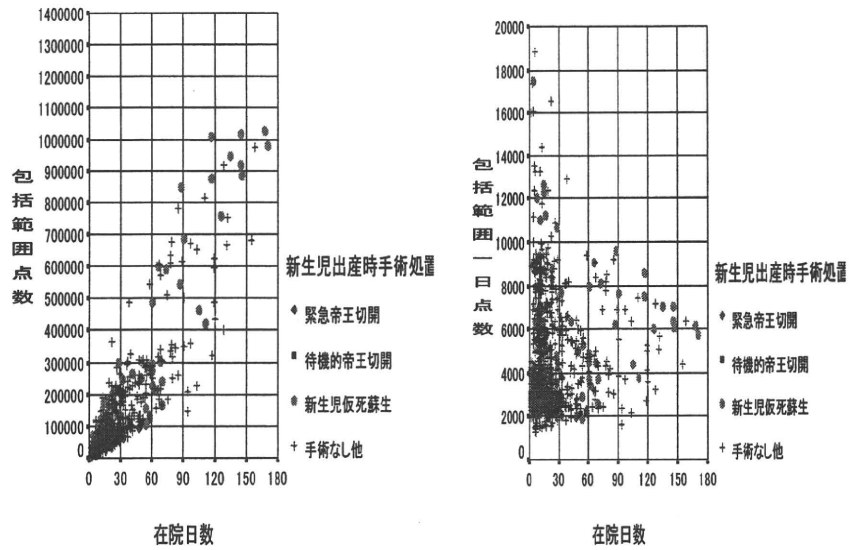 1400000
1300000
1200000
1100000
1000000
900000
800000
700000
600000
500000
400000
300000
200000
100000
0
包括範囲点数
0 30 60 90 120 150 180
在院日数
新生児出産時手術処置
緊急帝王切開
待機的帝王切開
新生児仮死蘇生
手術なし他
20000
18000
16000
14000
12000
10000
8000
6000
4000
2000
0
包括範囲一日点数
0 30 60 90 120 150 180
在院日数
新生児出産時手術処置
緊急帝王切開
待機的帝王切開
新生児仮死蘇生
手術なし他